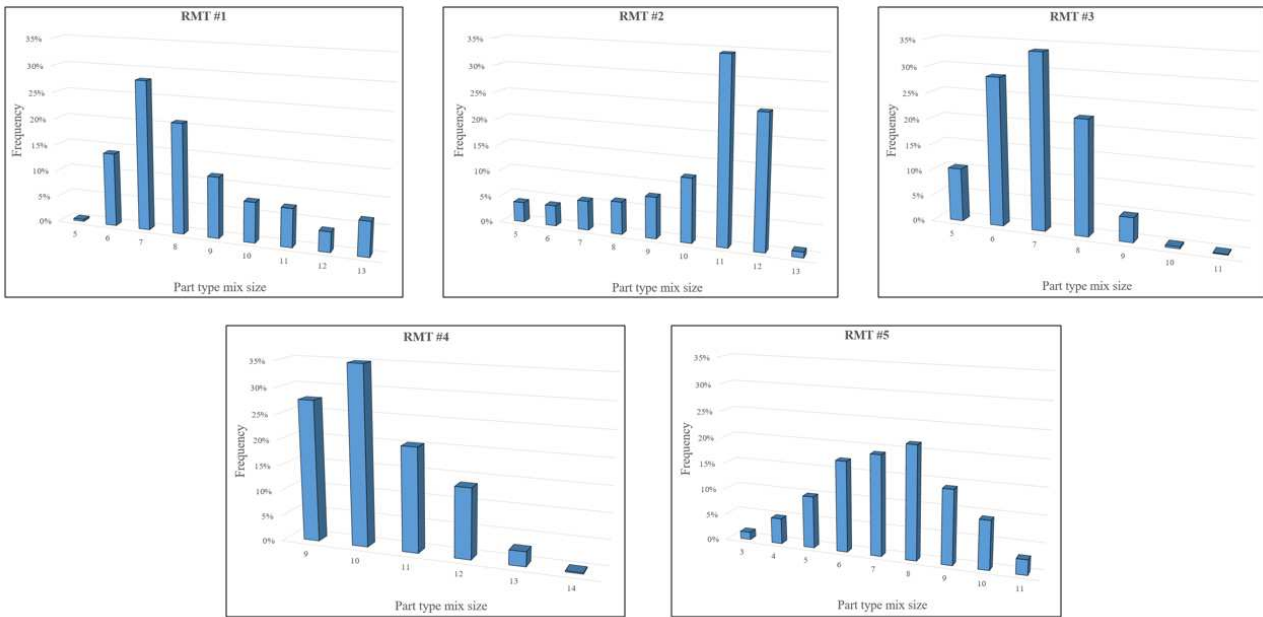 RMT #1
35%
30%
25%
20%
15%
10%
5%
0%
Frequency
5 6 7 8 9 10 11 12 13
Part type mix size
RMT #2
35%
30%
25%
20%
15%
10%
5%
0%
Frequency
5 6 7 8 9 10 11 12 13
Part type mix size
RMT #3
35%
30%
25%
20%
15%
10%
5%
0%
Frequency
5 6 7 8 9 10 11
Part type mix size
RMT #4
35%
30%
25%
20%
15%
10%
5%
0%
Frequency
9 10 11 12 13 14
Part type mix size
RMT #5
35%
30%
25%
20%
15%
10%
5%
0%
Frequency
3 4 5 6 7 8 9 10 11
Part type mix size